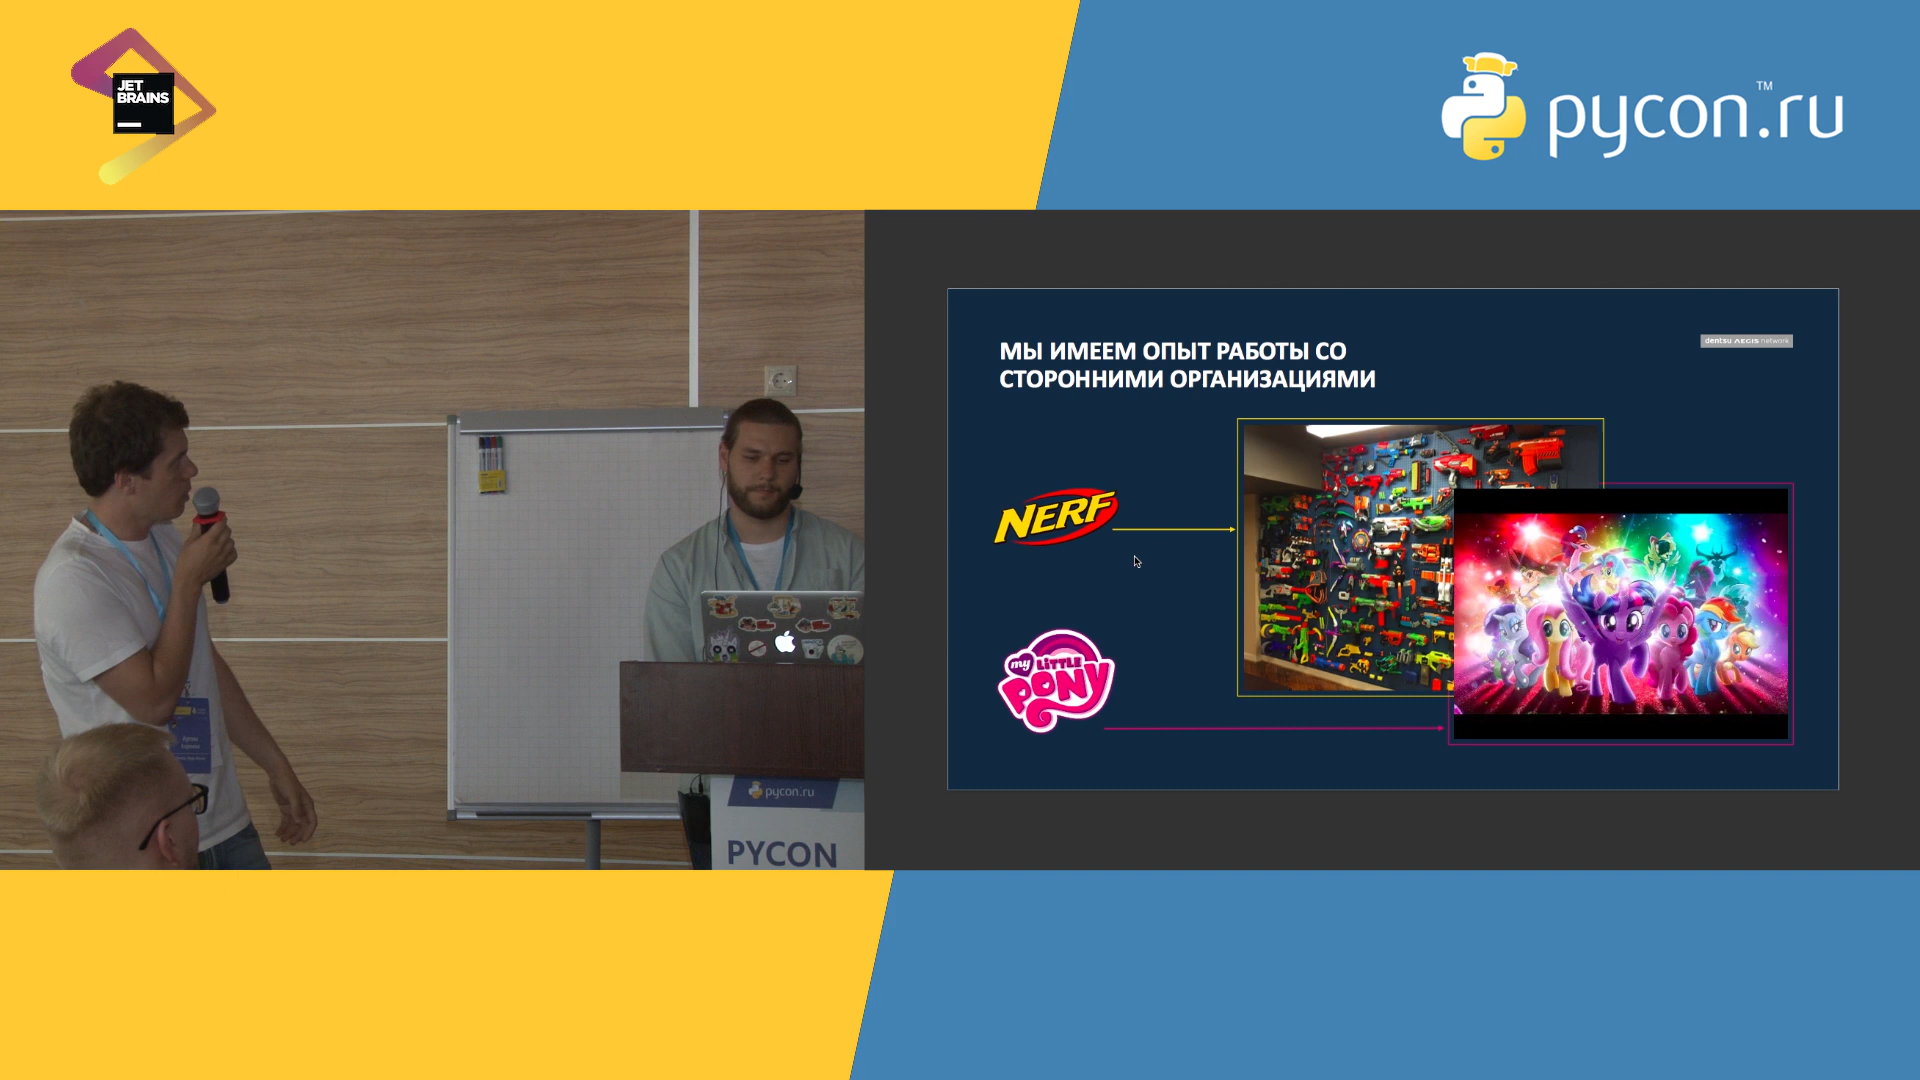 JET
BRAINS
pycon.ru
TM
МЫ ИМЕЕМ ОПЫТ РАБОТЫ СО
СТОРОННИМИ ОРГАНИЗАЦИЯМИ
dentsu AEGIS network
NERF
my LITTLE
PONY
pycon.ru
PYCON